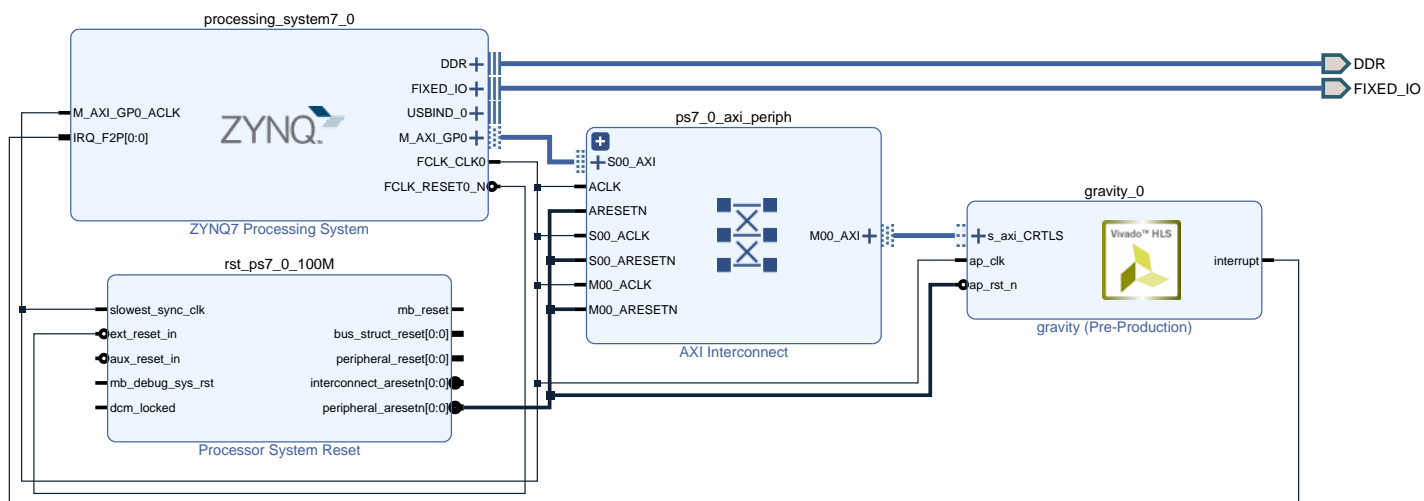 processing_system7_0
DDR
FIXED_IO
USBIND_0
M_AXI_GP0_ACLK
IRQ_F2P[0:0]
ZYNQ
M_AXI_GP0
FCLK_CLK0
FCLK_RESET0_N
ZYNQ7 Processing System
DDR
FIXED_IO
ps7_0_axi_periph
S00_AXI
ACLK
ARESETN
S00_ACLK
S00_ARESETN
M00_ACLK
M00_ARESETN
M00_AXI
AXI Interconnect
gravity_0
s_axi_CRTLS
ap_clk
ap_rst_n
Vivado™ HLS
interrupt
gravity (Pre-Production)
rst_ps7_0_100M
slowest_sync_clk
ext_reset_in
aux_reset_in
mb_debug_sys_rst
dcm_locked
mb_reset
bus_struct_reset[0:0]
peripheral_reset[0:0]
interconnect_aresetn[0:0]
peripheral_aresetn[0:0]
Processor System Reset